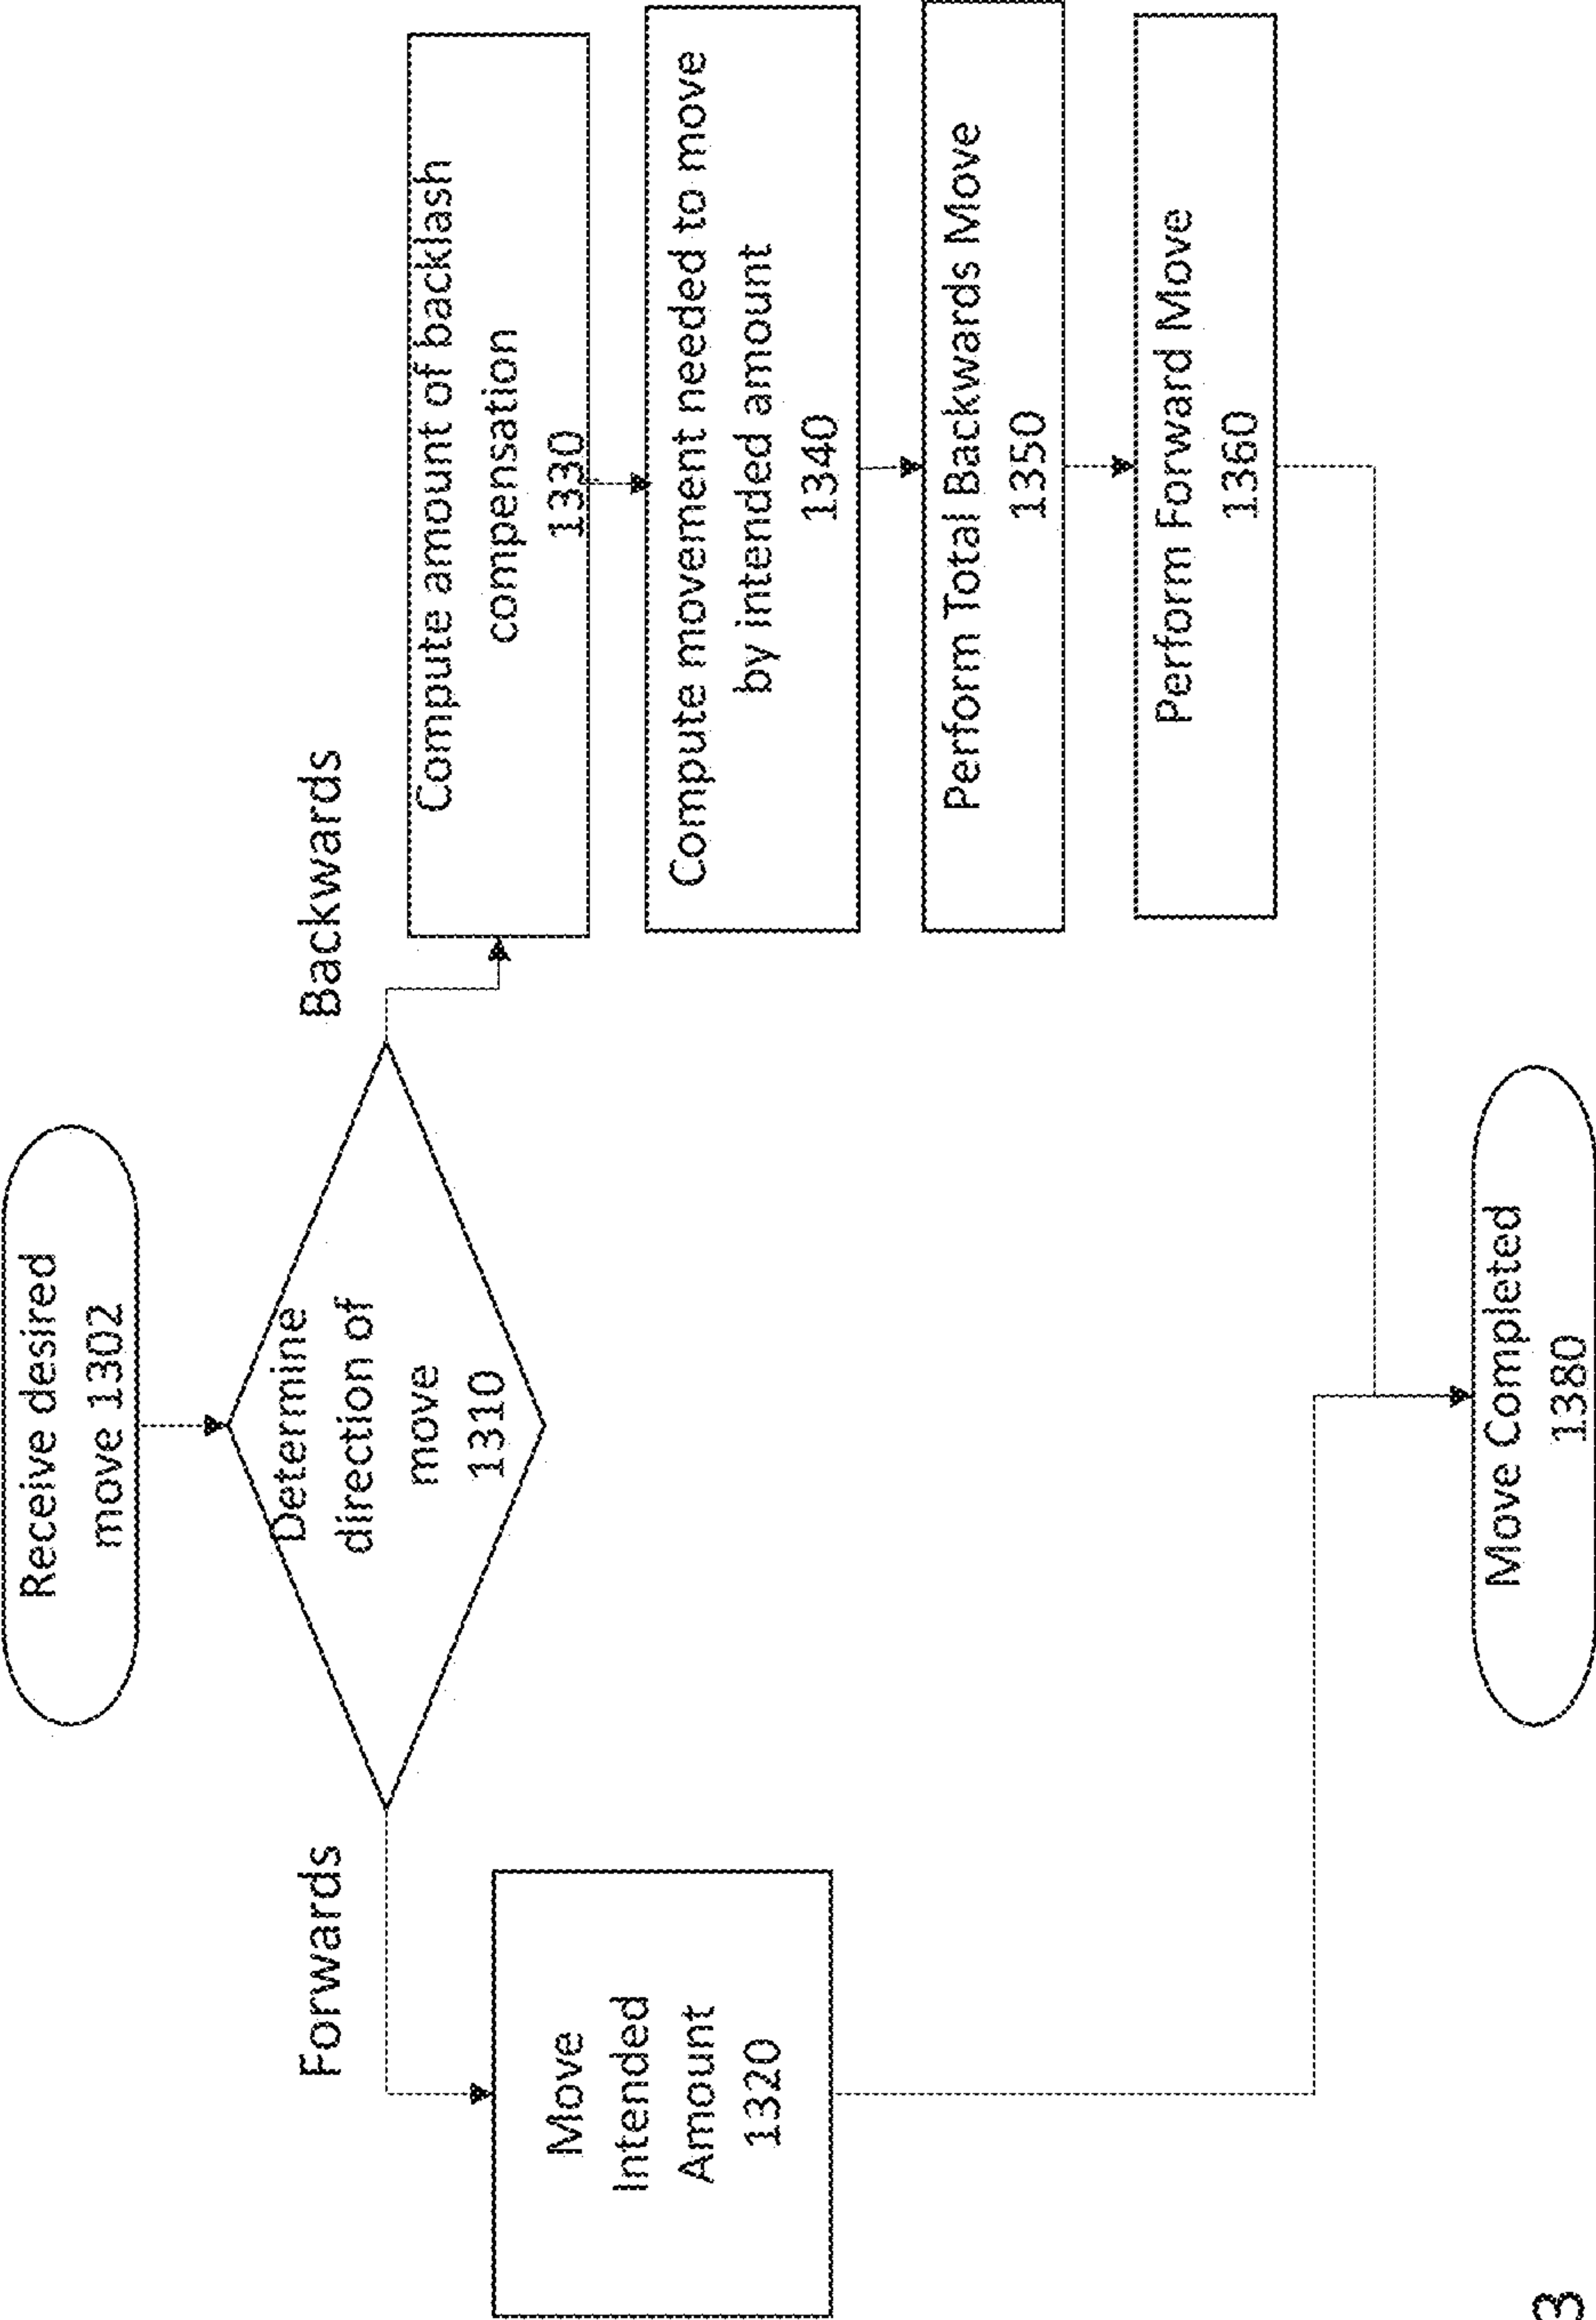 Receive desired
move 1302
Determine
direction of
move
1310
Forwards
Backwards
Move
Intended
Amount
1320
Compute amount of backlash
compensation
1330
Compute movement needed to move
by intended amount
1340
Perform Total Backwards Move
1350
Perform Forward Move
1360
Move Completed
1380
3